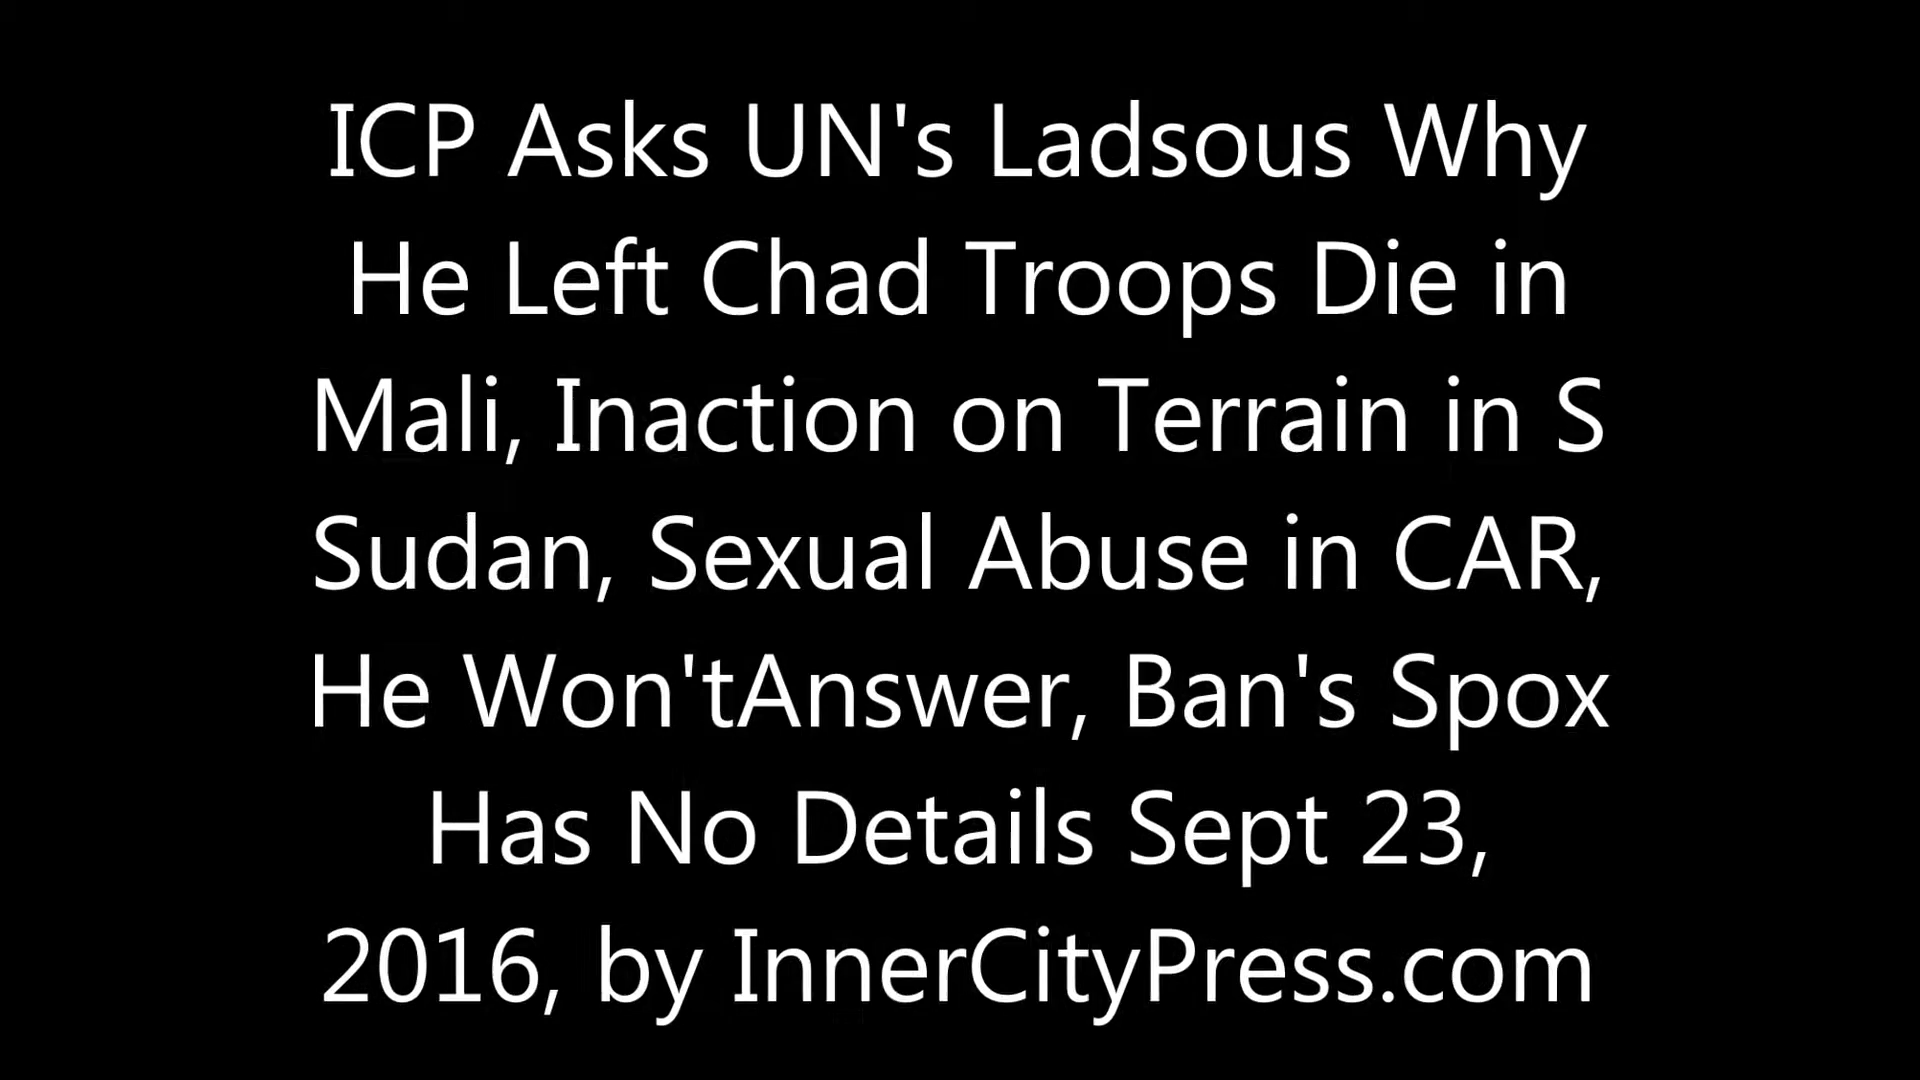 ICP Asks UN's Ladsous Why
He Left Chad Troops Die in
Mali, Inaction on Terrain in S
Sudan, Sexual Abuse in CAR,
He Won'tAnswer, Ban's Spox
Has No Details Sept 23,
2016, by InnerCityPress.com